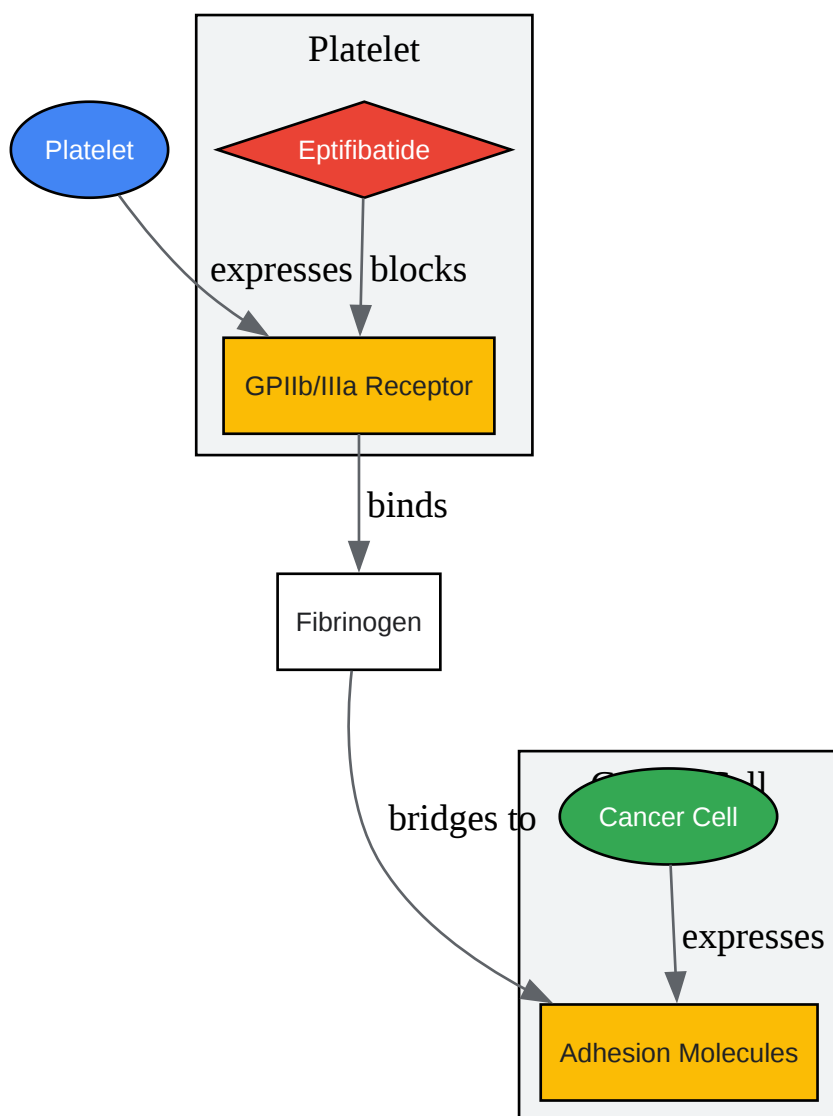 Platelet
Platelet
Eptifibatide
expresses
blocks
GPIIb/IIIa Receptor
binds
Fibrinogen
bridges to
Cancer Cell
expresses
Adhesion Molecules